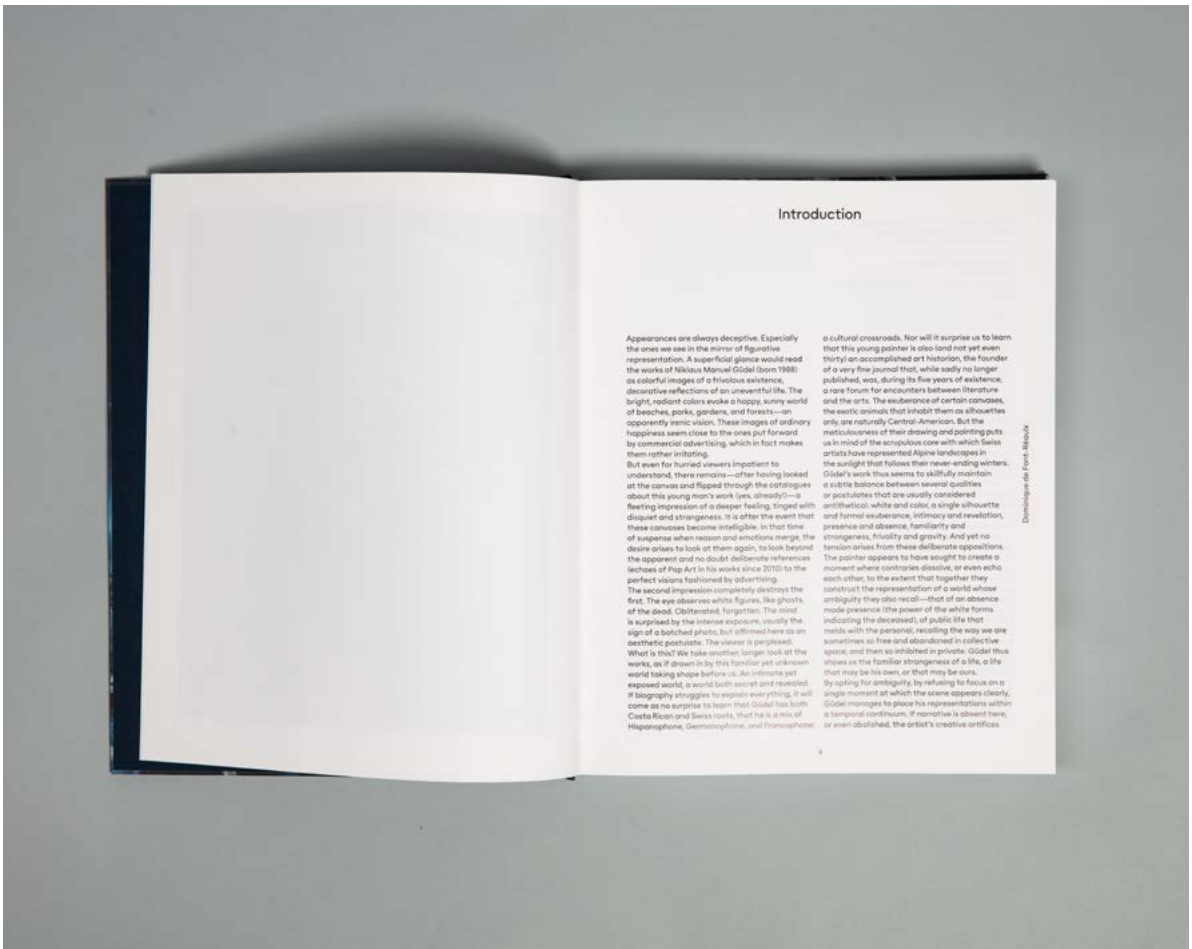 Introduction
Appearances are always deceptive. Especially
the ones we see in the mirror of figurative
representation. A superficial glance would read
the works of Niklaus Manuel Güdel (born 1988)
as colorful images of a frivolous existence,
decorative reflections of an uneventful life. The
bright, radiant colors evoke a happy, sunny world
of beaches, parks, gardens, and forests—an
apparently irenic vision. These images of ordinary
happiness seem close to the ones put forward
by commercial advertising, which in fact makes
them rather irritating.
But even for hurried viewers impatient to
understand, there remains—after having looked
at the canvas and flipped through the catalogues
about this young man's work (yes, already!)—a
fleeting impression of a deeper feeling, tinged with
disquiet and strangeness. It is after the event that
these canvases become intelligible. In that time
of suspense when reason and emotions merge, the
desire arises to look at them again, to look beyond
the apparent and no doubt deliberate references
(echoes of Pop Art in his works since 2010) to the
perfect visions fashioned by advertising.
The second impression completely destroys the
first. The eye observes white figures, like ghosts
of the dead. Obliterated, forgotten. The mind
is surprised by the intense exposure, usually the
sign of a botched photo, but affirmed here as an
aesthetic postulate. The viewer is perplexed.
What is this? We take another, longer look at the
works, as if drawn in by this familiar yet unknown
world taking shape before us. An intimate yet
exposed world, a world both secret and revealed.
If biography struggles to explain everything, it will
come as no surprise to learn that Güdel has both
Costa Rican and Swiss roots, that he is a mix of
Hispanophone, Germanophone, and Francophone:
a cultural crossroads. Nor will it surprise us to learn
that this young painter is also (and not yet even
thirty) an accomplished art historian, the founder
of a very fine journal that, while sadly no longer
published, was, during its five years of existence,
a rare forum for encounters between literature
and the arts. The exuberance of certain canvases,
the exotic animals that inhabit them as silhouettes
only, are naturally Central-American. But the
meticulousness of their drawing and painting puts
us in mind of the scrupulous care with which Swiss
artists have represented Alpine landscapes in
the sunlight that follows their never-ending winters.
Güdel's work thus seems to skillfully maintain
a subtle balance between several qualities
or postulates that are usually considered
antithetical: white and color, a single silhouette
and formal exuberance, intimacy and revelation,
presence and absence, familiarity and
strangeness, frivolity and gravity. And yet no
tension arises from these deliberate oppositions.
The painter appears to have sought to create a
moment where contraries dissolve, or even echo
each other, to the extent that together they
construct the representation of a world whose
ambiguity they also recall—that of an absence
made presence (the power of the white forms
indicating the deceased), of public life that
melds with the personal, recalling the way we are
sometimes so free and abandoned in collective
space, and then so inhibited in private. Güdel thus
shows us the familiar strangeness of a life, a life
that may be his own, or that may be ours.
By opting for ambiguity, by refusing to focus on a
single moment at which the scene appears clearly,
Güdel manages to place his representations within
a temporal continuum. If narrative is absent here,
or even abolished, the artist's creative artifices
Dominique de Font-Réaulx